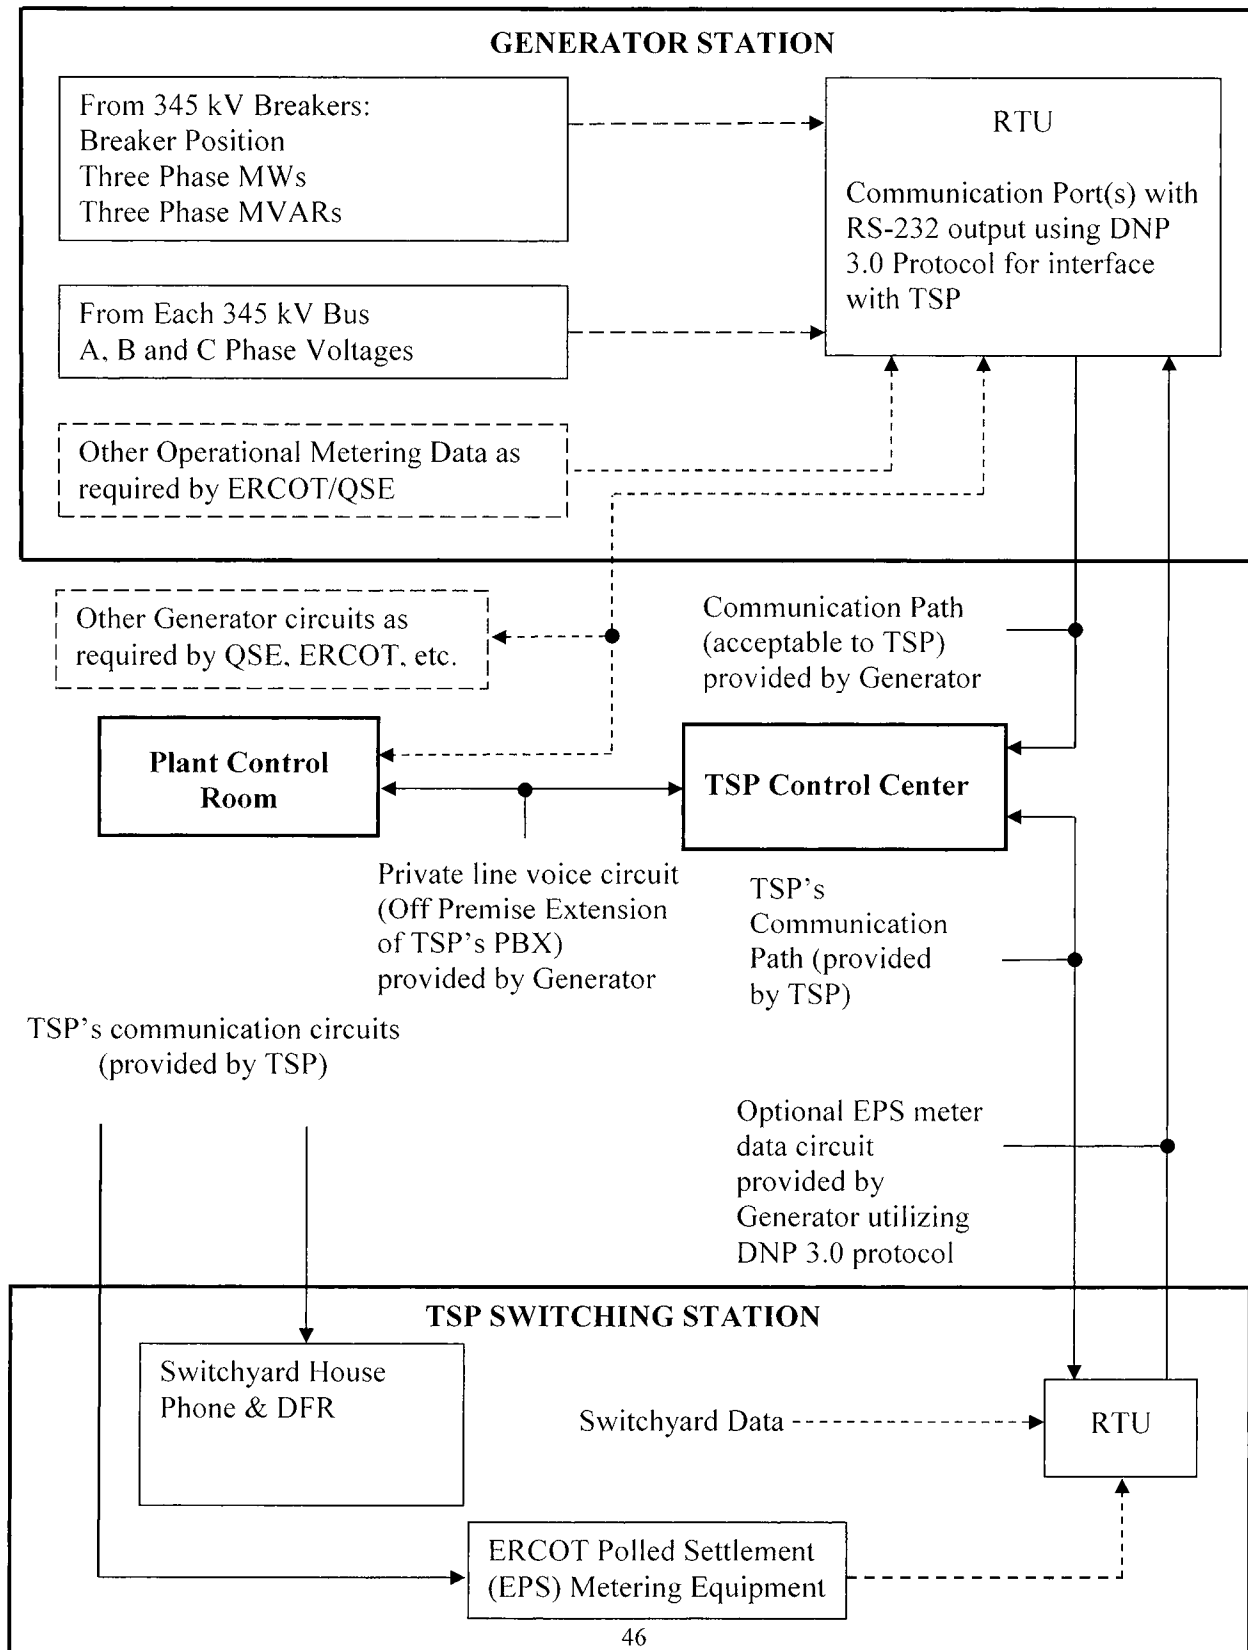 GENERATOR STATION
From 345 kV Breakers:
Breaker Position
Three Phase MWs
Three Phase MVARs
RTU
Communication Port(s) with
RS-232 output using DNP
3.0 Protocol for interface
with TSP
From Each 345 kV Bus
A, B and C Phase Voltages
Other Operational Metering Data as
required by ERCOT/QSE
Other Generator circuits as
required by QSE, ERCOT, etc.
Communication Path
(acceptable to TSP)
provided by Generator
Plant Control
Room
TSP Control Center
Private line voice circuit
(Off Premise Extension
of TSP's PBX)
provided by Generator
TSP's
Communication
Path (provided
by TSP)
TSP's communication circuits
(provided by TSP)
Optional EPS meter
data circuit
provided by
Generator utilizing
DNP 3.0 protocol
TSP SWITCHING STATION
Switchyard House
Phone & DFR
Switchyard Data
RTU
ERCOT Polled Settlement
(EPS) Metering Equipment
46